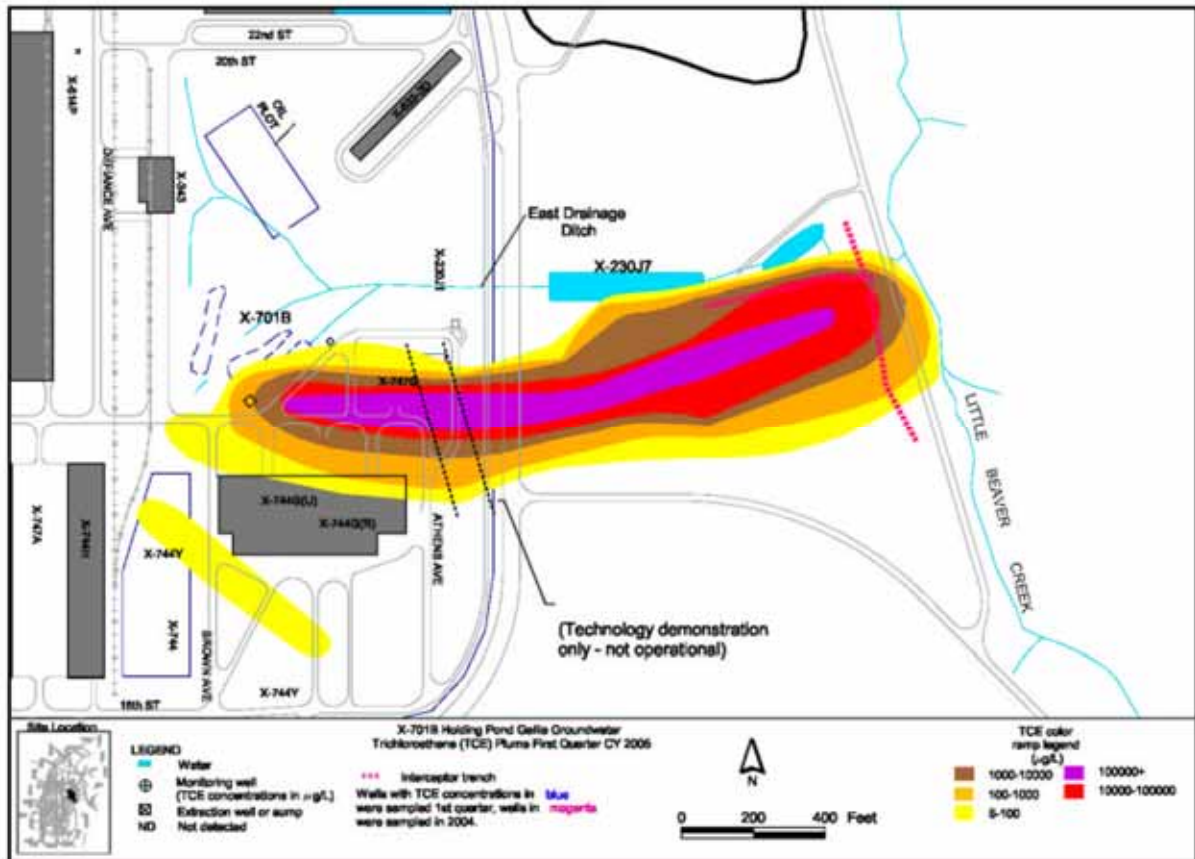 22nd ST
20th ST
X-614P
OIL
PLOT
DEFIANCE AVE
X-343
East Drainage
Ditch
X-230J7
X-701B
X-747G
LITTLE BEAVER CREEK
X-747A
X-744G(U)
X-744G(R)
X-744Y
ATHENS AVE
X-744
BROWN AVE
(Technology demonstration
only - not operational)
X-744Y
18th ST
Site Location
LEGEND
Water
Monitoring well
(TCE concentrations in μg/L)
Extraction well or sump
ND Not detected
X-701B Holding Pond Gallia Groundwater
Trichloroethene (TCE) Plume First Quarter CY 2005
Interceptor trench
Wells with TCE concentrations in blue
were sampled 1st quarter, wells in magenta
were sampled in 2004.
N
0 200 400 Feet
TCE color
ramp legend
(μg/L)
1000-10000
100-1000
5-100
100000+
10000-100000